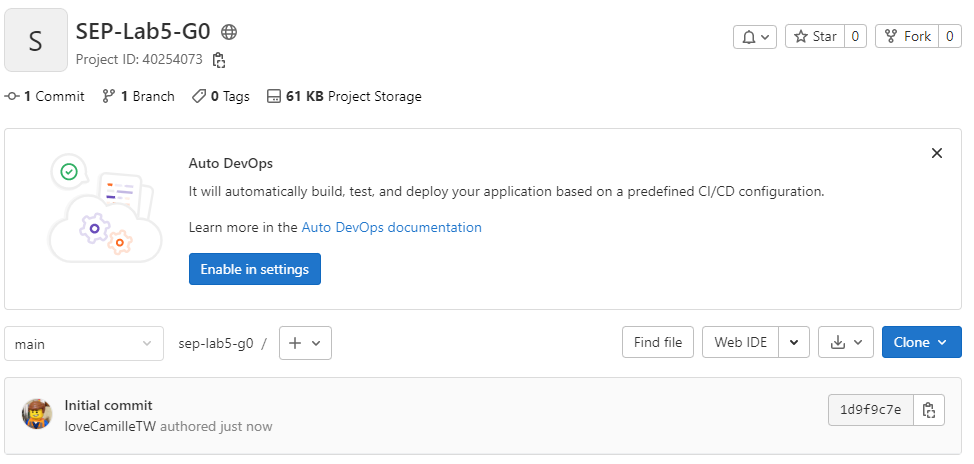 S
SEP-Lab5-G0
Project ID: 40254073
Star 0
Fork 0
1 Commit 1 Branch 0 Tags 61 KB Project Storage
Auto DevOps
It will automatically build, test, and deploy your application based on a predefined CI/CD configuration.
Learn more in the Auto DevOps documentation
Enable in settings
main
sep-lab5-g0 /
Find file
Web IDE
Clone
Initial commit
loveCamilleTW authored just now
1d9f9c7e